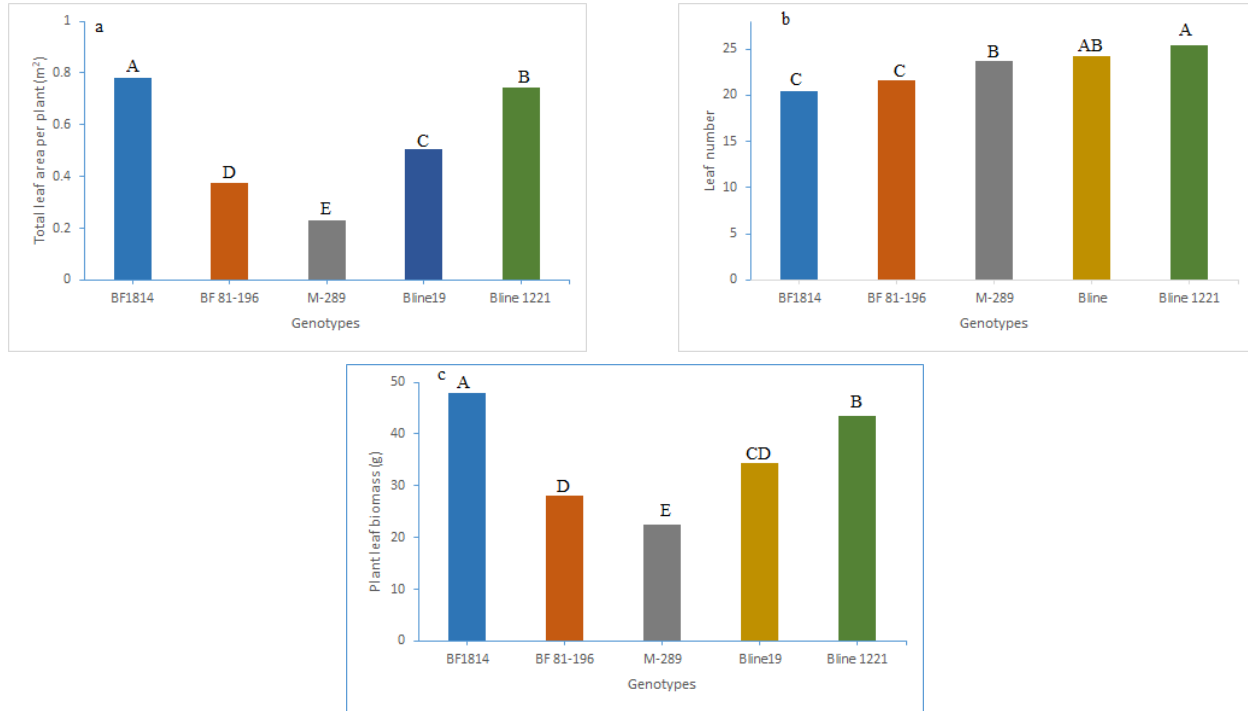 a
Total leaf area per plant (m²)
1
0.8
0.6
0.4
0.2
0
A
D
E
C
B
BF1814 BF 81-196 M-289 Bline19 Bline 1221
Genotypes
b
Leaf number
25
20
15
10
5
0
C
C
B
AB
A
BF1814 BF 81-196 M-289 Bline Bline 1221
Genotypes
c
Plant leaf biomass (g)
50
40
30
20
10
0
A
D
E
CD
B
BF1814 BF 81-196 M-289 Bline19 Bline 1221
Genotypes